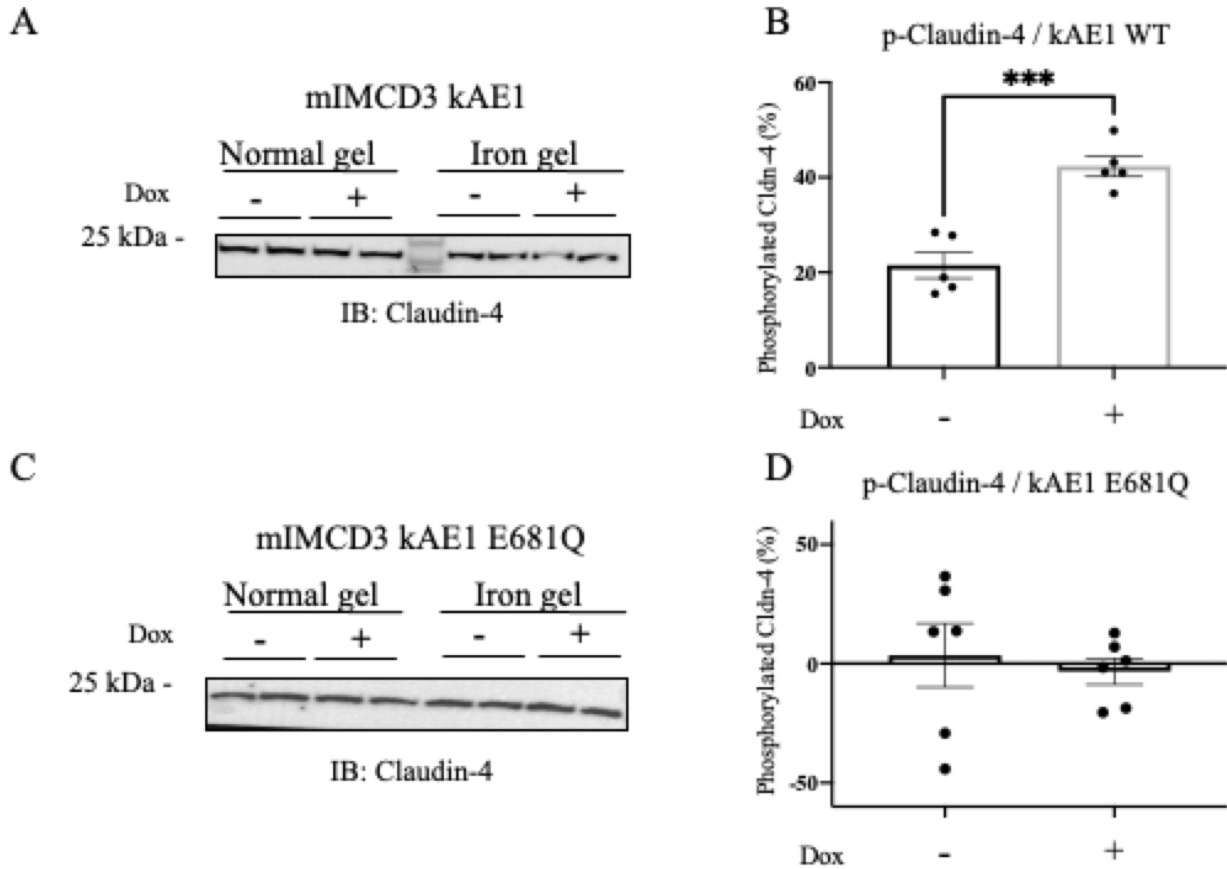 A
mIMCD3 kAE1
Normal gel Iron gel
Dox - + - +
25 kDa -
IB: Claudin-4
B
p-Claudin-4 / kAE1 WT
***
Phosphorylated Cldn-4 (%)
60
40
20
0
Dox - +
C
mIMCD3 kAE1 E681Q
Normal gel Iron gel
Dox - + - +
25 kDa -
IB: Claudin-4
D
p-Claudin-4 / kAE1 E681Q
Phosphorylated Cldn-4 (%)
50
0
-50
Dox - +